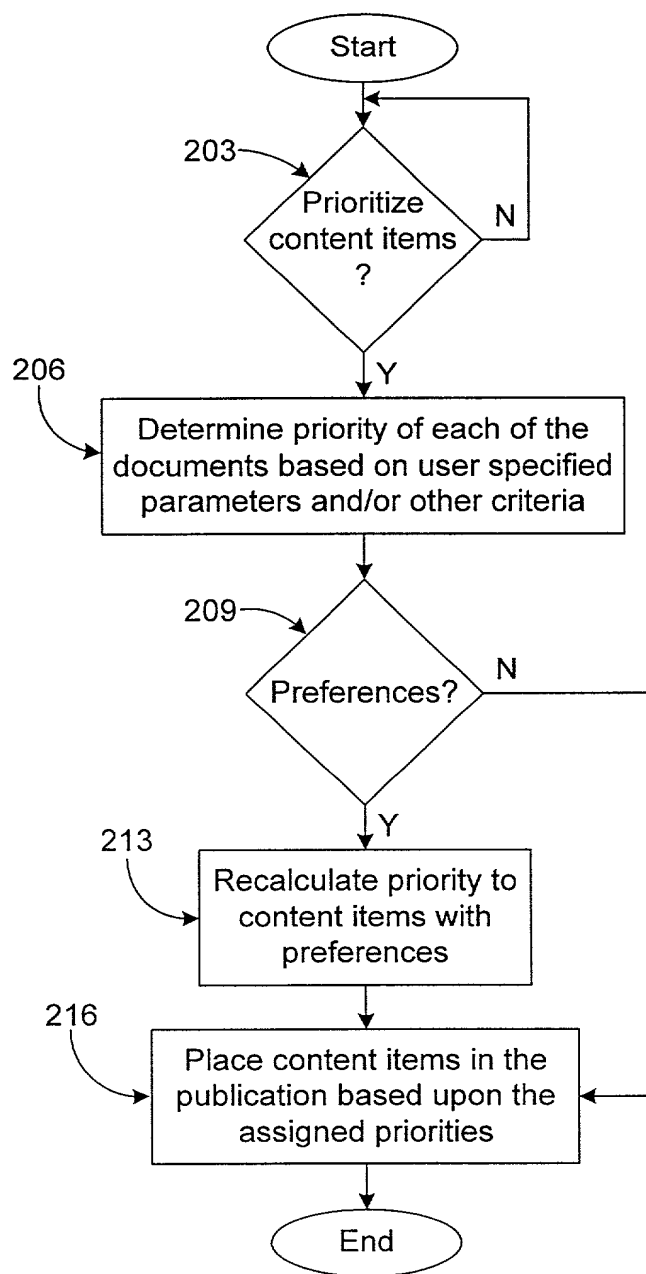 Start
203
Prioritize
content items
?
N
Y
206
Determine priority of each of the
documents based on user specified
parameters and/or other criteria
209
Preferences?
N
Y
213
Recalculate priority to
content items with
preferences
216
Place content items in the
publication based upon the
assigned priorities
End